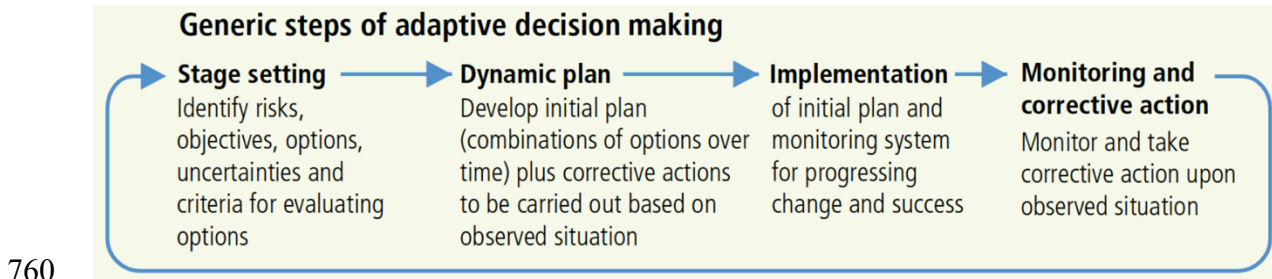 Generic steps of adaptive decision making
Stage setting
Identify risks,
objectives, options,
uncertainties and
criteria for evaluating
options
Dynamic plan
Develop initial plan
(combinations of options over
time) plus corrective actions
to be carried out based on
observed situation
Implementation
of initial plan and
monitoring system
for progressing
change and success
Monitoring and
corrective action
Monitor and take
corrective action upon
observed situation
760